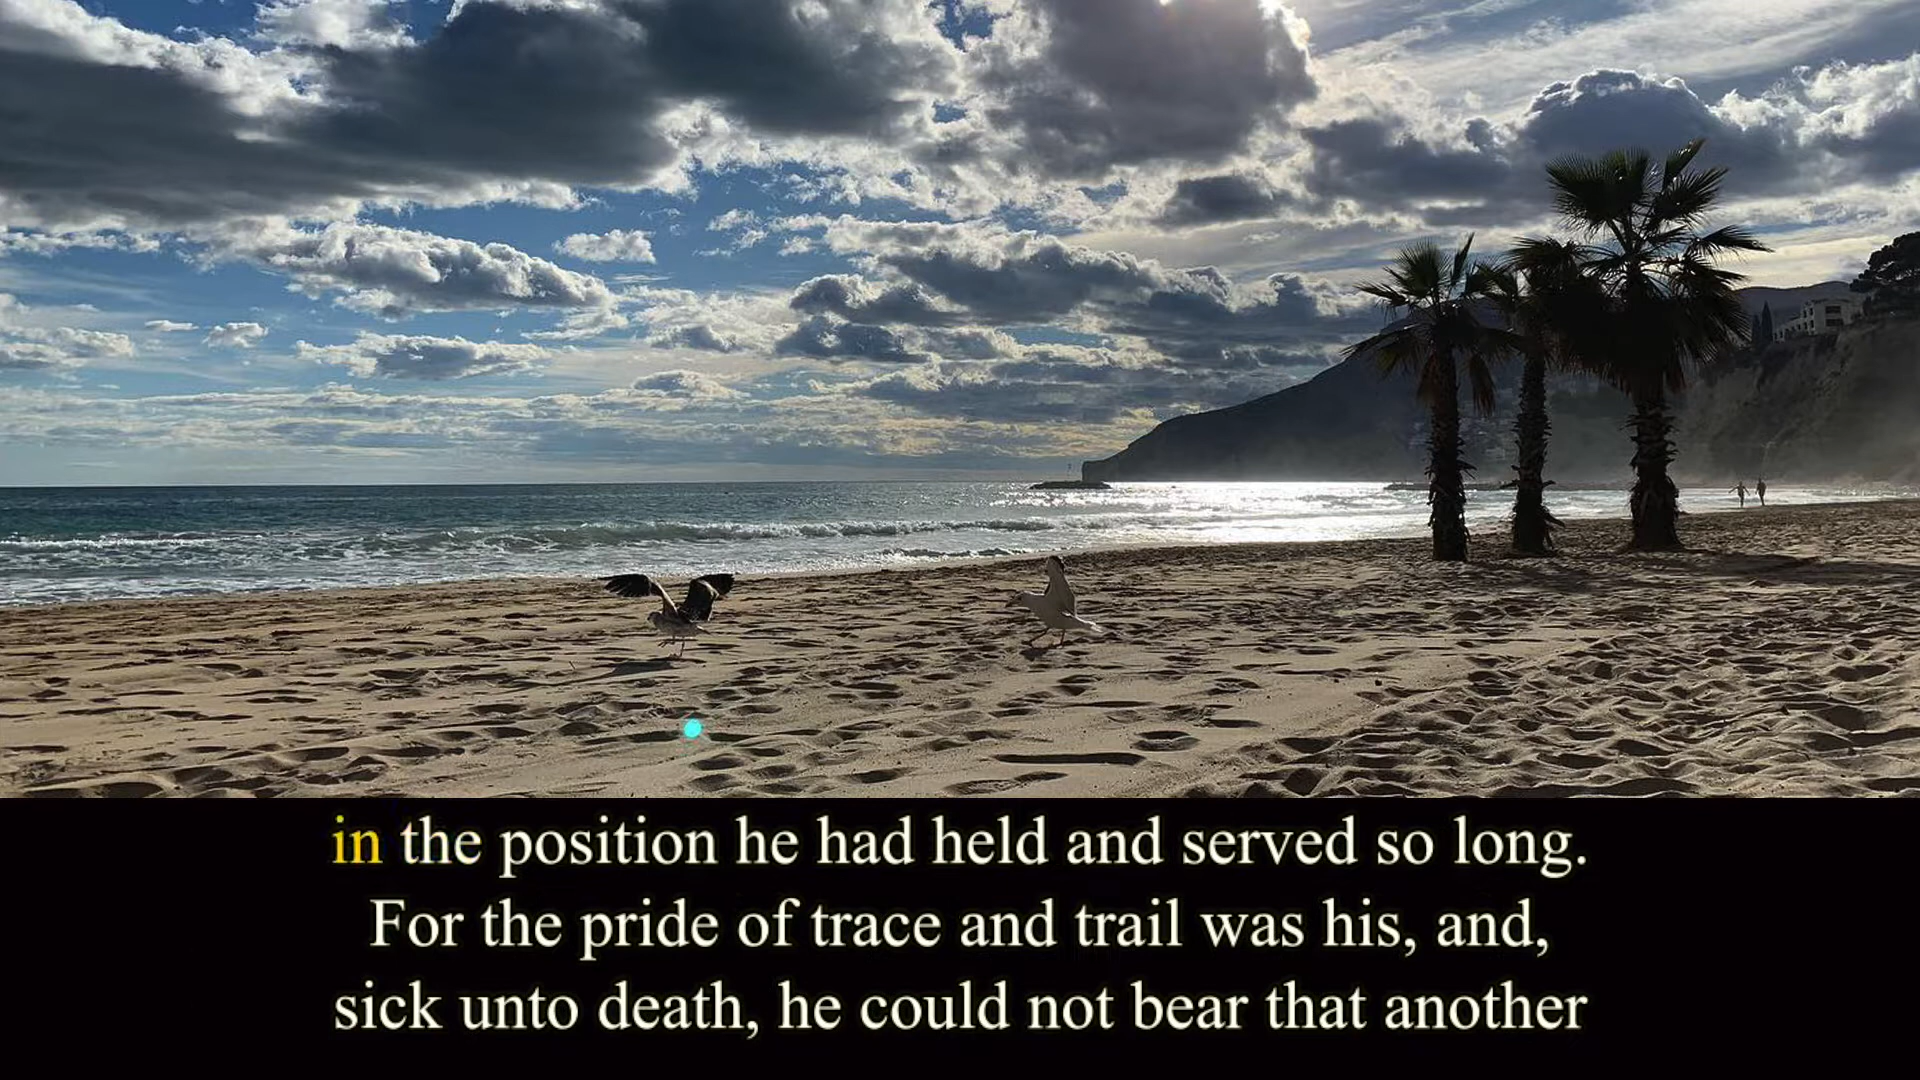 in the position he had held and served so long.
For the pride of trace and trail was his, and,
sick unto death, he could not bear that another